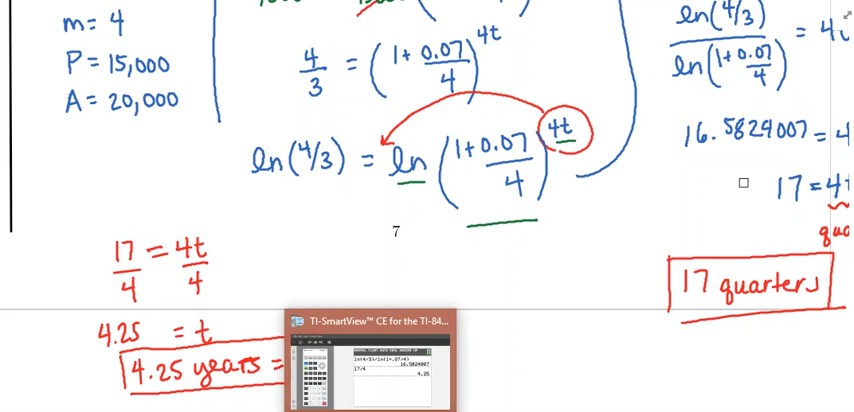 m = 4
P = 15,000
A = 20,000
4/3 = (1 + 0.07/4)^4t
ln(4/3) = ln (1 + 0.07/4)^4t
7
17/4 = 4t/4
4.25 = t
4.25 years =
ln(4/3)/ln(1 + 0.07/4) = 4
16.5824007 = 4
17 = 4t
17 quarters
TI-SmartView™ CE for the TI-84...
ln(4/3)/ln(1+.07/4)
16.5824007
17/4
4.25